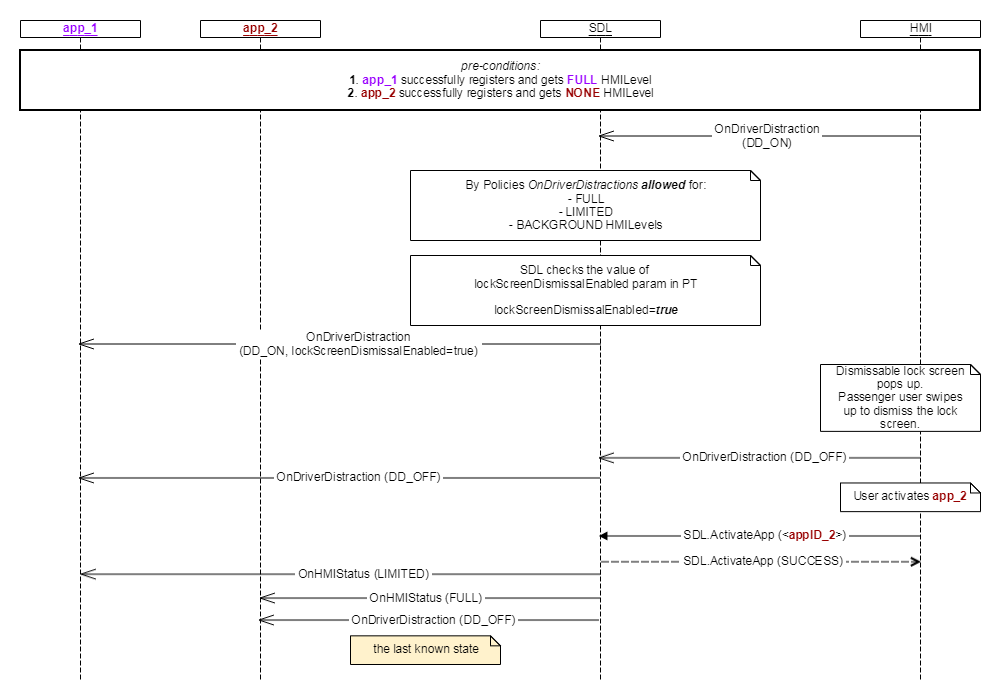 app_1
app_2
SDL
HMI
pre-conditions:
1. app_1 successfully registers and gets FULL HMILevel
2. app_2 successfully registers and gets NONE HMILevel
OnDriverDistraction
(DD_ON)
By Policies OnDriverDistractions allowed for:
- FULL
- LIMITED
- BACKGROUND HMILevels
SDL checks the value of
lockScreenDismissalEnabled param in PT
lockScreenDismissalEnabled=true
OnDriverDistraction
(DD_ON, lockScreenDismissalEnabled=true)
Dismissable lock screen
pops up.
Passenger user swipes
up to dismiss the lock
screen.
OnDriverDistraction (DD_OFF)
OnDriverDistraction (DD_OFF)
User activates app_2
SDL.ActivateApp (<appID_2>)
SDL.ActivateApp (SUCCESS)
OnHMIStatus (LIMITED)
OnHMIStatus (FULL)
OnDriverDistraction (DD_OFF)
the last known state